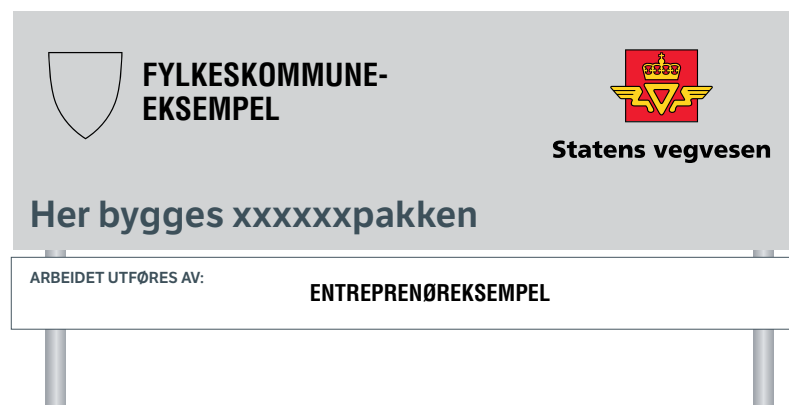 FYLKESKOMMUNE-
EKSEMPEL
Statens vegvesen
Her bygges xxxxxxpakken
ARBEIDET UTFØRES AV:
ENTREPRENØREKSEMPEL